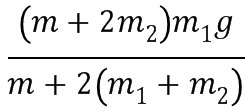 (m + 2m₂)m₁g
m + 2(m₁ + m₂)